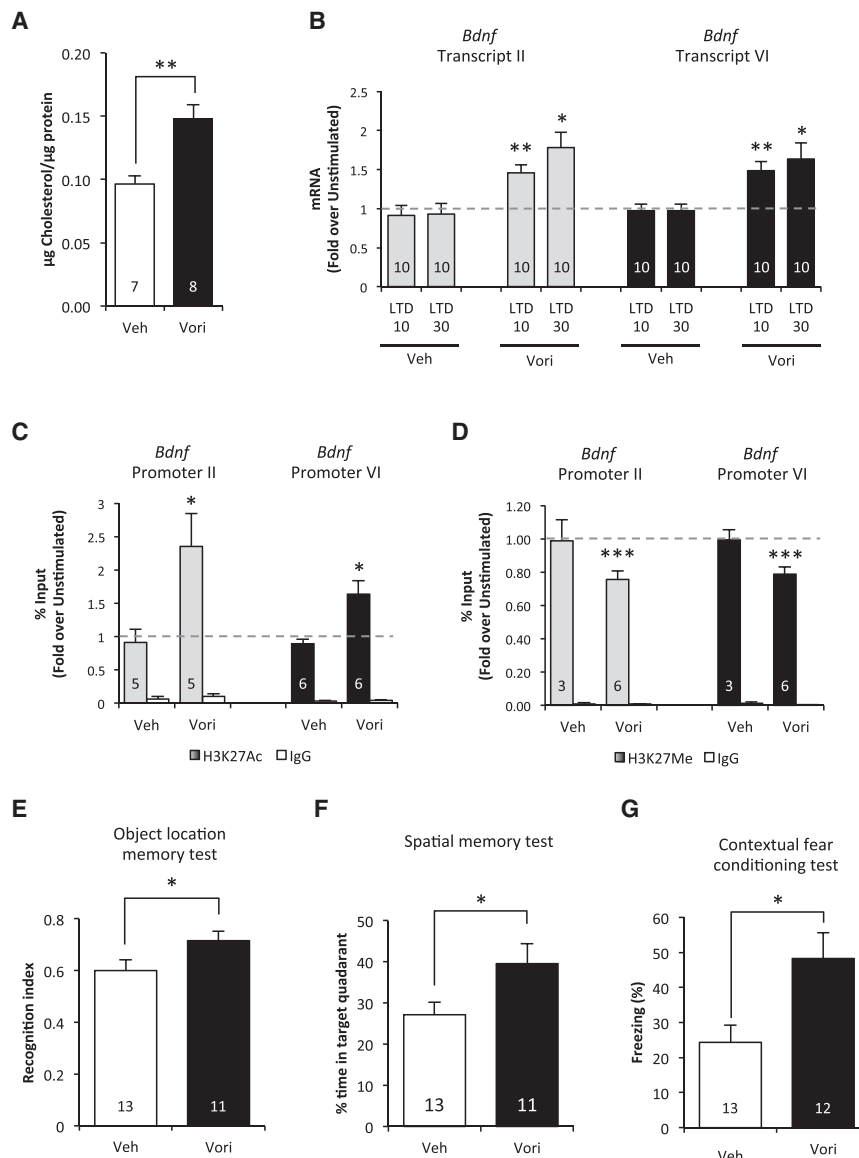 A
0.20
0.15
0.10
0.05
0.00
µg Cholesterol/µg protein
**
7
8
Veh
Vori
B
Bdnf
Transcript II
Bdnf
Transcript VI
2.5
2
1.5
1
0.5
0
mRNA
(Fold over Unstimulated)
**
*
**
*
10
10
10
10
10
10
10
10
LTD LTD LTD LTD LTD LTD LTD LTD
10 30 10 30 10 30 10 30
Veh
Vori
Veh
Vori
C
Bdnf
Promoter II
Bdnf
Promoter VI
3
2.5
2
1.5
1
0.5
0
% Input
(Fold over Unstimulated)
*
*
5
5
6
6
Veh
Vori
Veh
Vori
H3K27Ac IgG
D
Bdnf
Promoter II
Bdnf
Promoter VI
1.20
1.00
0.80
0.60
0.40
0.20
0.00
% Input
(Fold over Unstimulated)
***
***
3
6
3
6
Veh
Vori
Veh
Vori
H3K27Me IgG
E
Object location
memory test
*
0.8
0.6
0.4
0.2
0
Recognition index
13
11
Veh
Vori
F
Spatial memory test
*
50
40
30
20
10
0
% time in target quadarant
13
11
Veh
Vori
G
Contextual fear
conditioning test
*
60
50
40
30
20
10
0
Freezing (%)
13
12
Veh
Vori